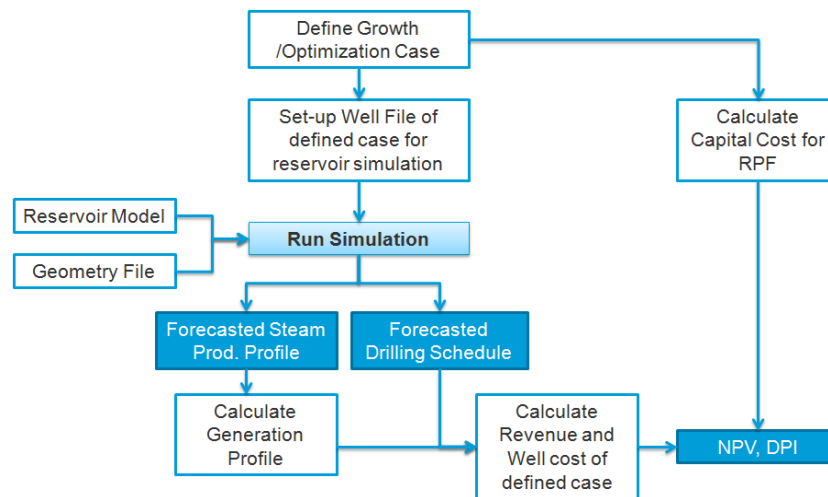 Define Growth
/Optimization Case
Set-up Well File of
defined case for
reservoir simulation
Calculate
Capital Cost for
RPF
Reservoir Model
Run Simulation
Geometry File
Forecasted Steam
Prod. Profile
Forecasted
Drilling Schedule
Calculate
Generation
Profile
Calculate
Revenue and
Well cost of
defined case
NPV, DPI